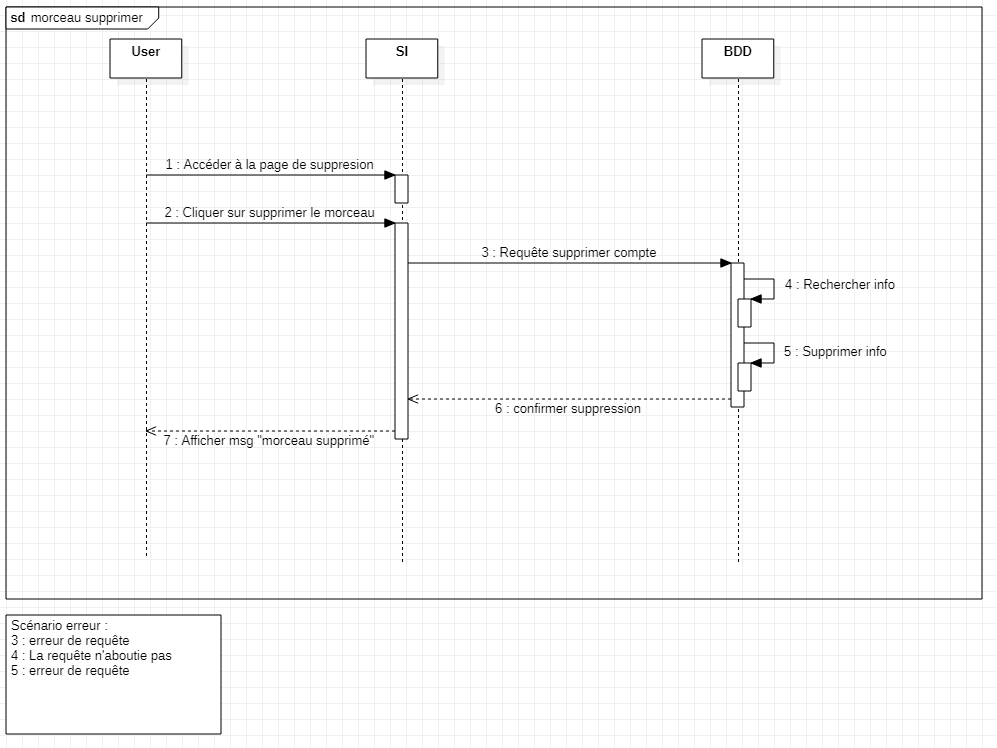 sd morceau supprimer
User
SI
BDD
1 : Accéder à la page de suppresion
2 : Cliquer sur supprimer le morceau
3 : Requête supprimer compte
4 : Rechercher info
5 : Supprimer info
6 : confirmer suppression
7 : Afficher msg "morceau supprimé"
Scénario erreur :
3 : erreur de requête
4 : La requête n'aboutie pas
5 : erreur de requête